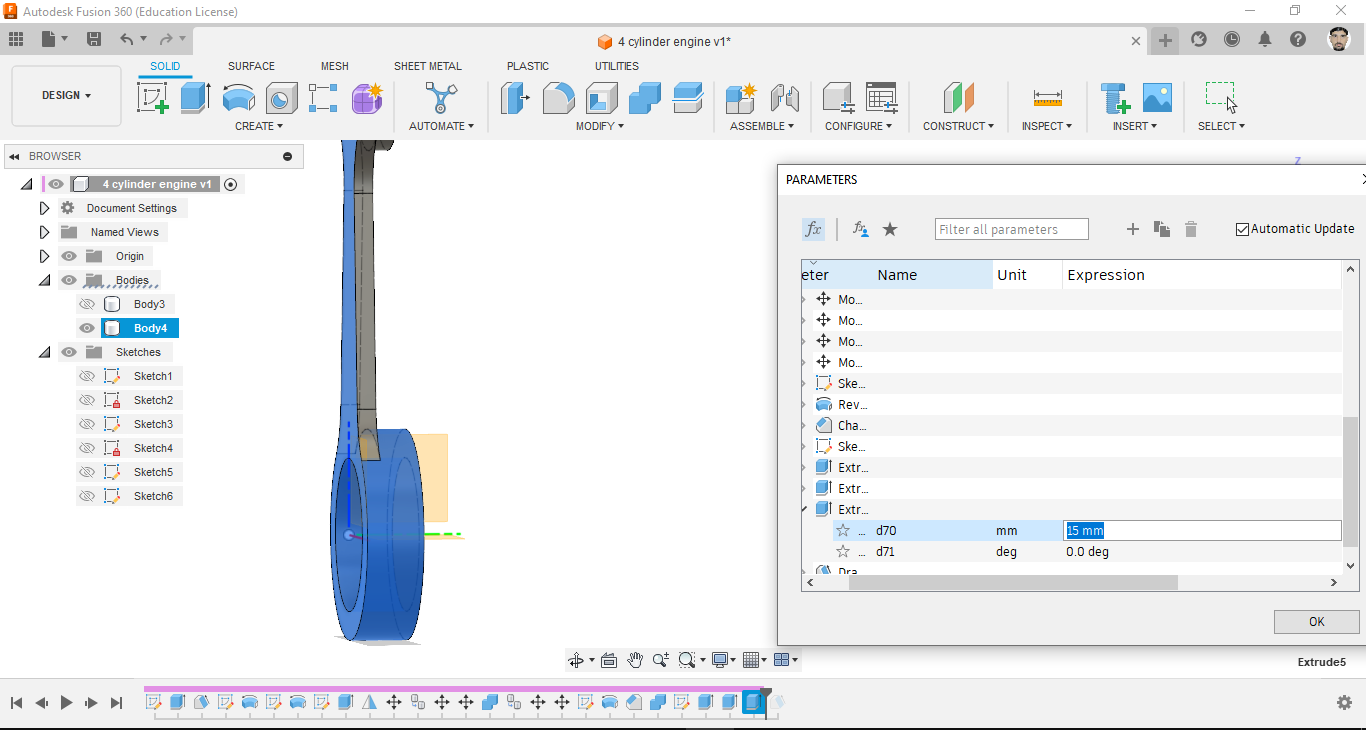 Autodesk Fusion 360 (Education License)
4 cylinder engine v1*
SOLID SURFACE MESH SHEET METAL PLASTIC UTILITIES
DESIGN
CREATE AUTOMATE MODIFY ASSEMBLE CONFIGURE CONSTRUCT INSPECT INSERT SELECT
BROWSER
4 cylinder engine v1
Document Settings
Named Views
Origin
Bodies
Body3
Body4
Sketches
Sketch1
Sketch2
Sketch3
Sketch4
Sketch5
Sketch6
Z
PARAMETERS
fx
Filter all parameters
Automatic Update
eter Name Unit Expression
Mo...
Mo...
Mo...
Mo...
Ske...
Rev...
Cha...
Ske...
Extr...
Extr...
Extr...
... d70 mm 15 mm
... d71 deg 0.0 deg
Dra
OK
Extrude5